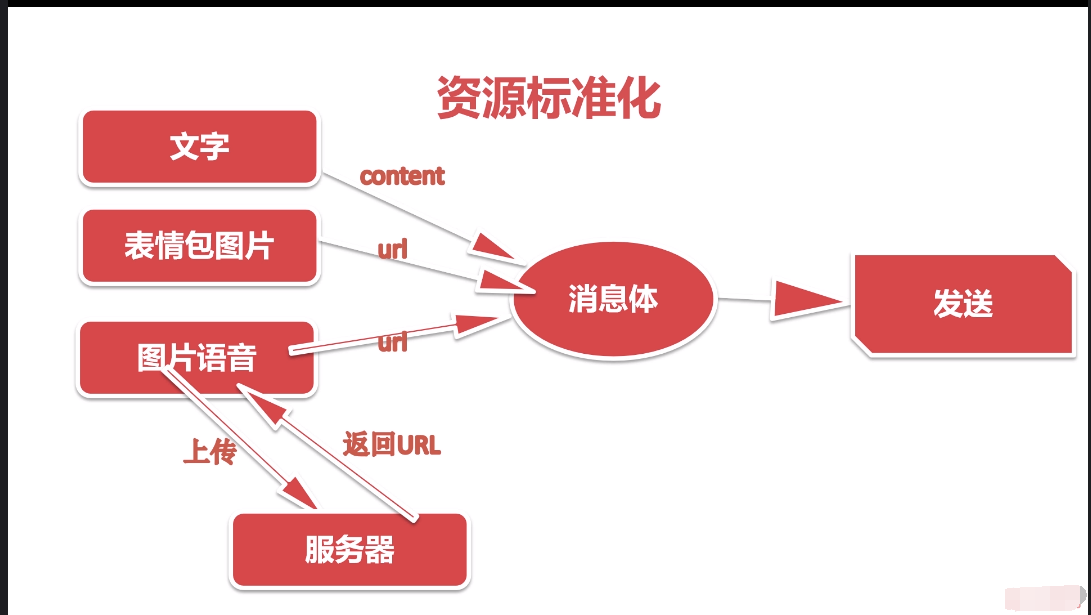 资源标准化
文字
content
表情包图片
url
消息体
发送
图片语音
url
上传
返回URL
服务器